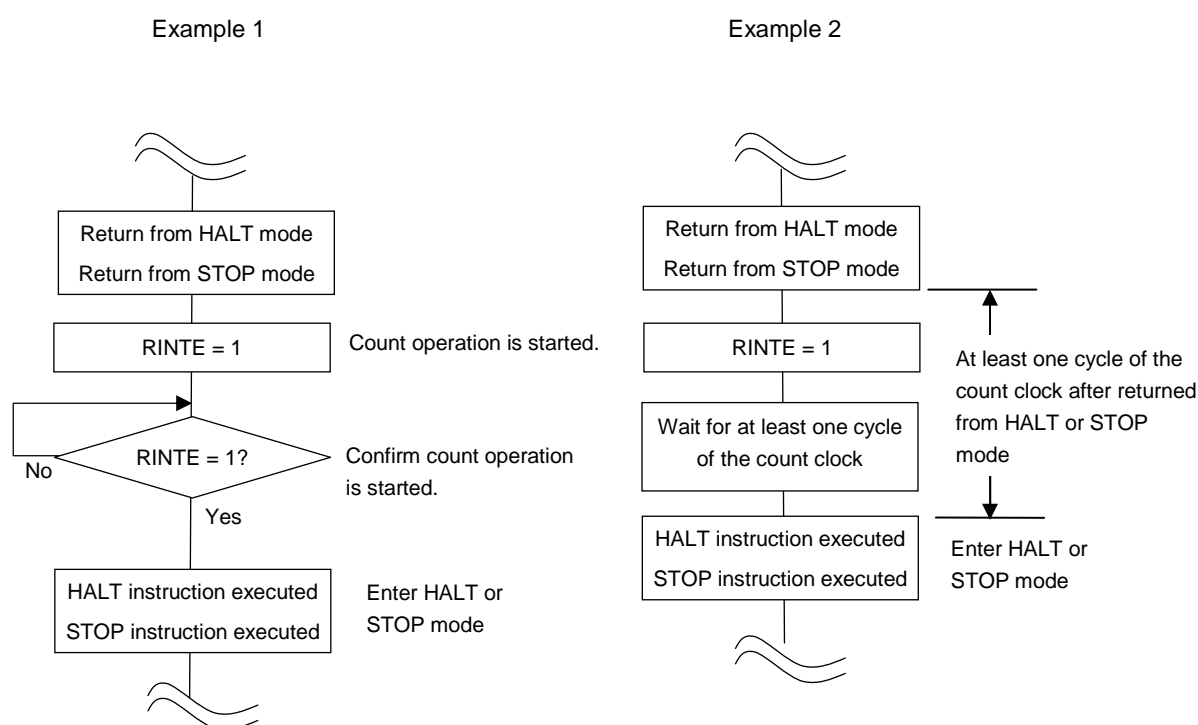 Example 1
Return from HALT mode
Return from STOP mode
RINTE = 1
Count operation is started.
RINTE = 1?
No
Confirm count operation
is started.
Yes
HALT instruction executed
STOP instruction executed
Enter HALT or
STOP mode
Example 2
Return from HALT mode
Return from STOP mode
RINTE = 1
Wait for at least one cycle
of the count clock
At least one cycle of the
count clock after returned
from HALT or STOP
mode
HALT instruction executed
STOP instruction executed
Enter HALT or
STOP mode